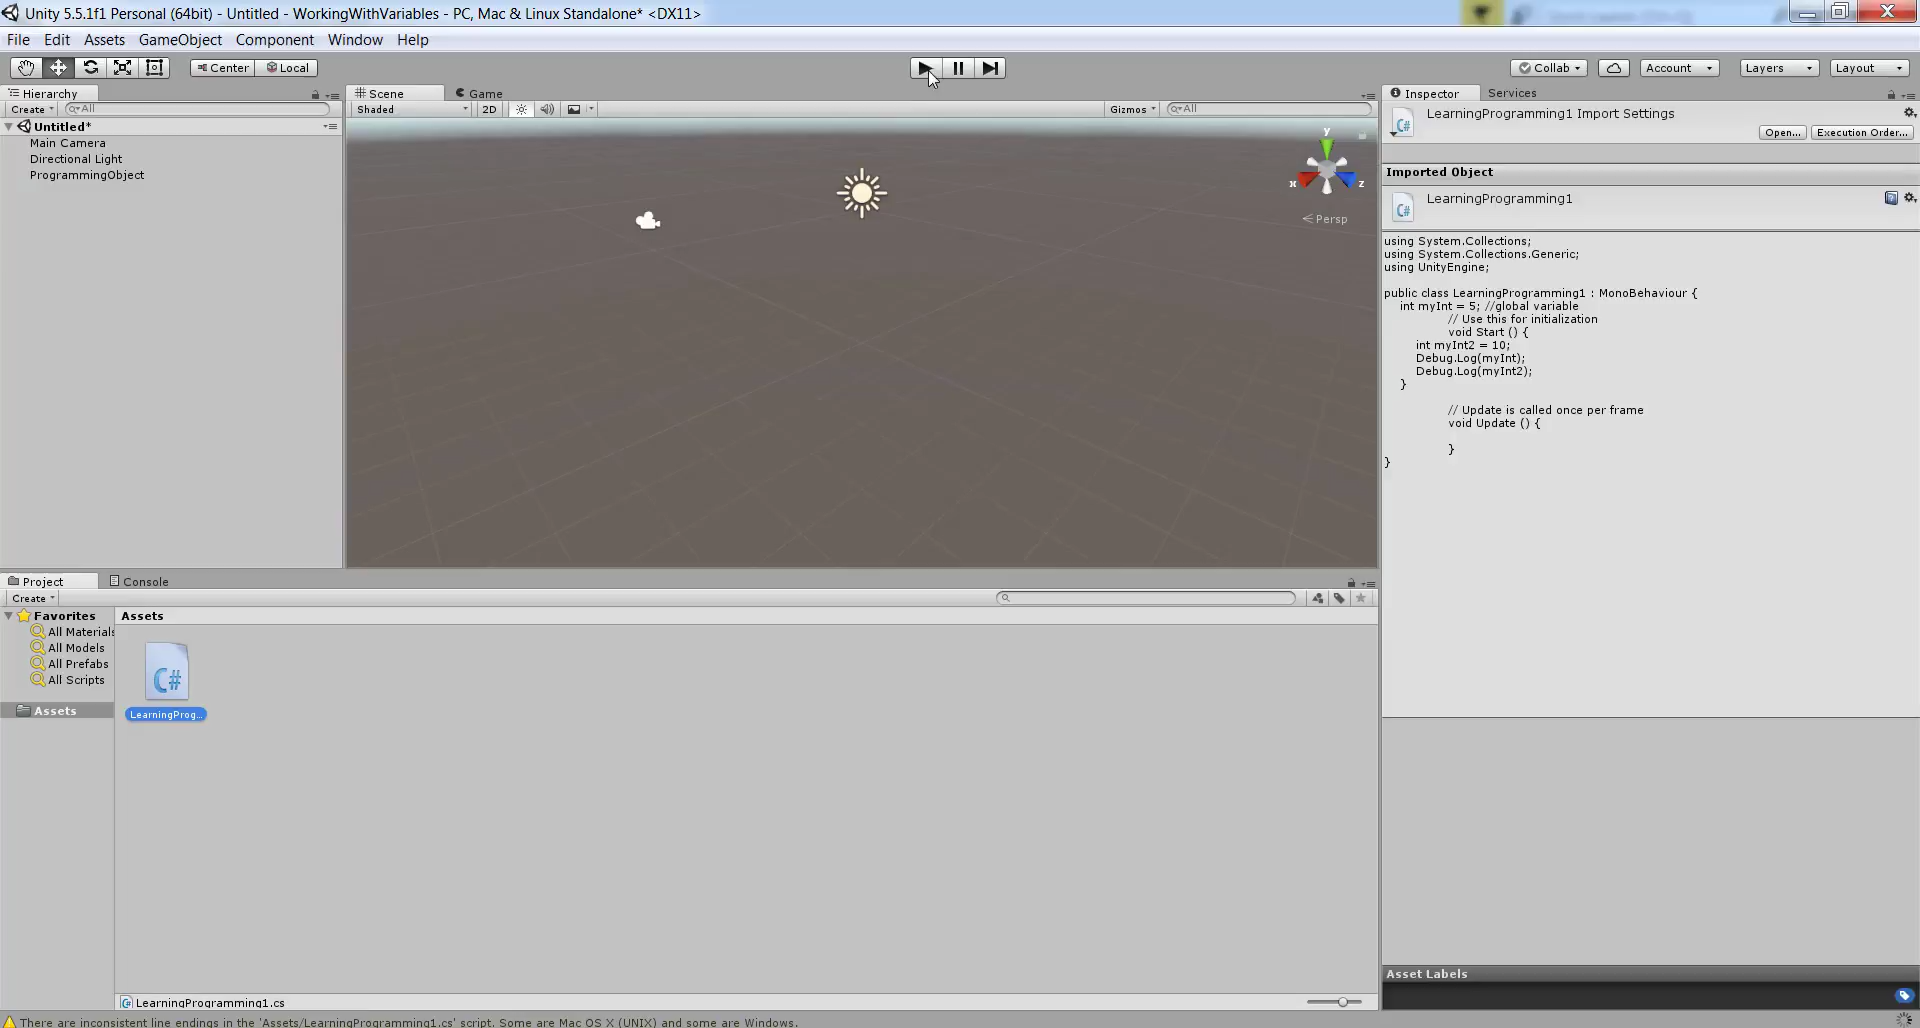 Unity 5.5.1f1 Personal (64bit) - Untitled - WorkingWithVariables - PC, Mac & Linux Standalone* <DX11>
File Edit Assets GameObject Component Window Help
Center Local Collab Account Layers Layout
Hierarchy Scene Game Inspector Services
Create All Shaded 2D Gizmos All
LearningProgramming1 Import Settings
Open... Execution Order...
Untitled*
Main Camera
Directional Light
ProgrammingObject
y
x z
Persp
Imported Object
LearningProgramming1
using System.Collections;
using System.Collections.Generic;
using UnityEngine;
public class LearningProgramming1 : MonoBehaviour {
int myInt = 5; //global variable
// Use this for initialization
void Start () {
int myInt2 = 10;
Debug.Log(myInt);
Debug.Log(myInt2);
}
// Update is called once per frame
void Update () {
}
}
Project Console
Create
Favorites
All Materials
All Models
All Prefabs
All Scripts
Assets
Assets
C#
LearningProg...
LearningProgramming1.cs
Asset Labels
There are inconsistent line endings in the 'Assets/LearningProgramming1.cs' script. Some are Mac OS X (UNIX) and some are Windows.